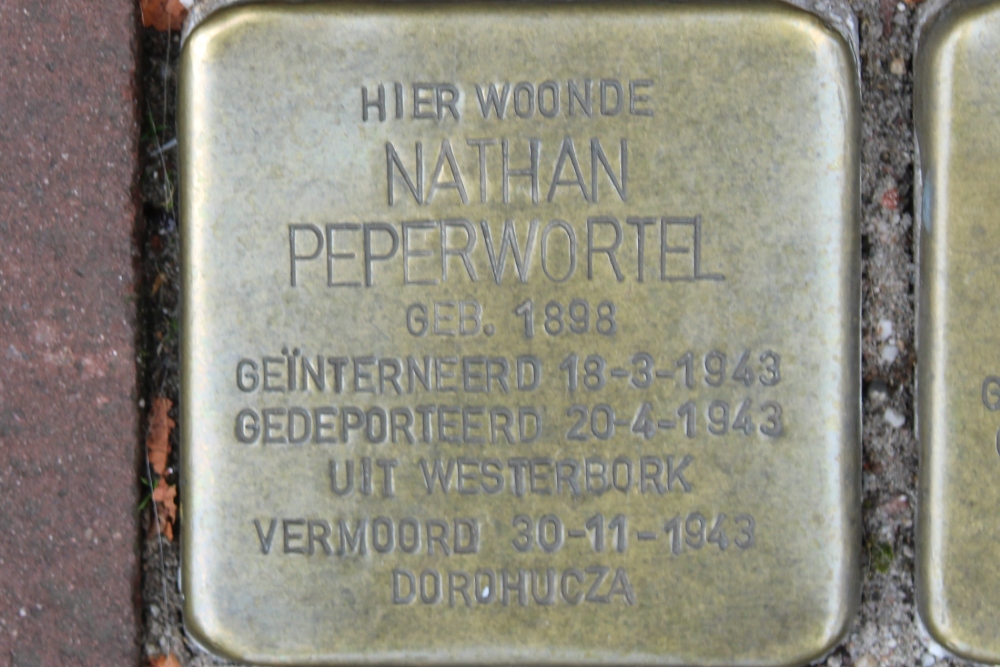 HIER WOONDE
NATHAN
PEPERWORTEL
GEB. 1898
GEÏNTERNEERD 18-3-1943
GEDEPORTEERD 20-4-1943
UIT WESTERBORK
VERMOORD 30-11-1943
DOROHUCZA